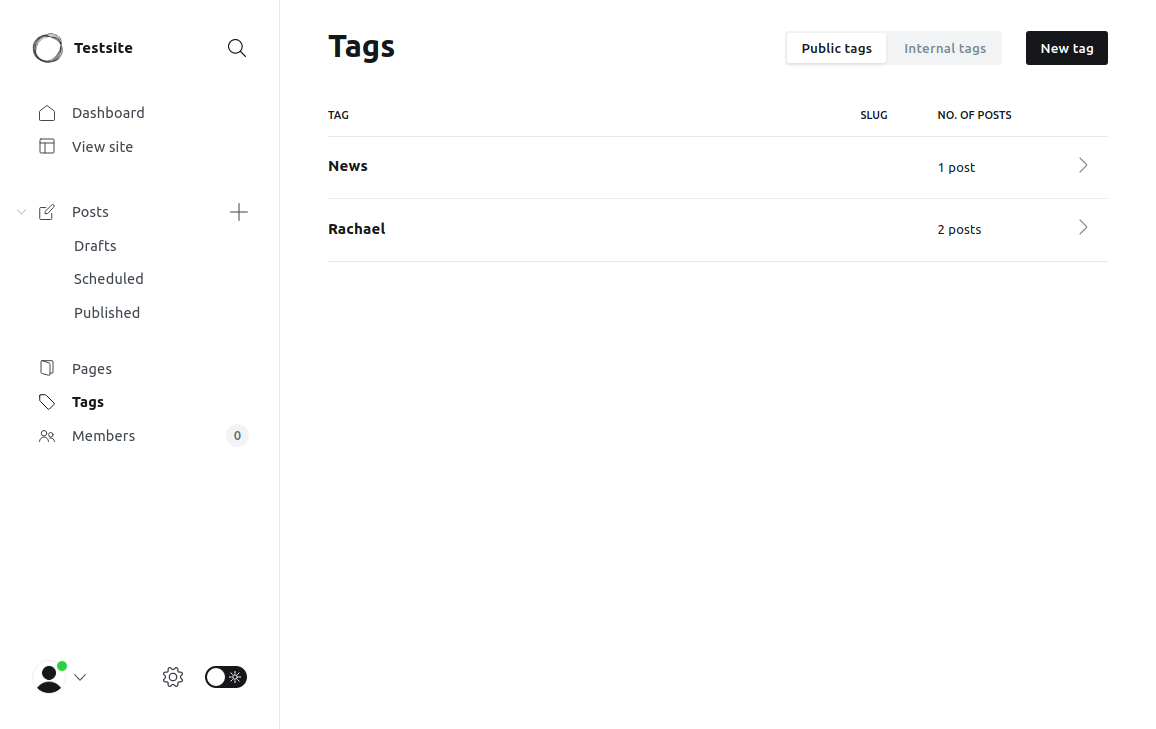 Testsite
Dashboard
View site
Posts
Drafts
Scheduled
Published
Pages
Tags
Members 0
Tags
Public tags Internal tags New tag
TAG SLUG NO. OF POSTS
News 1 post
Rachael 2 posts